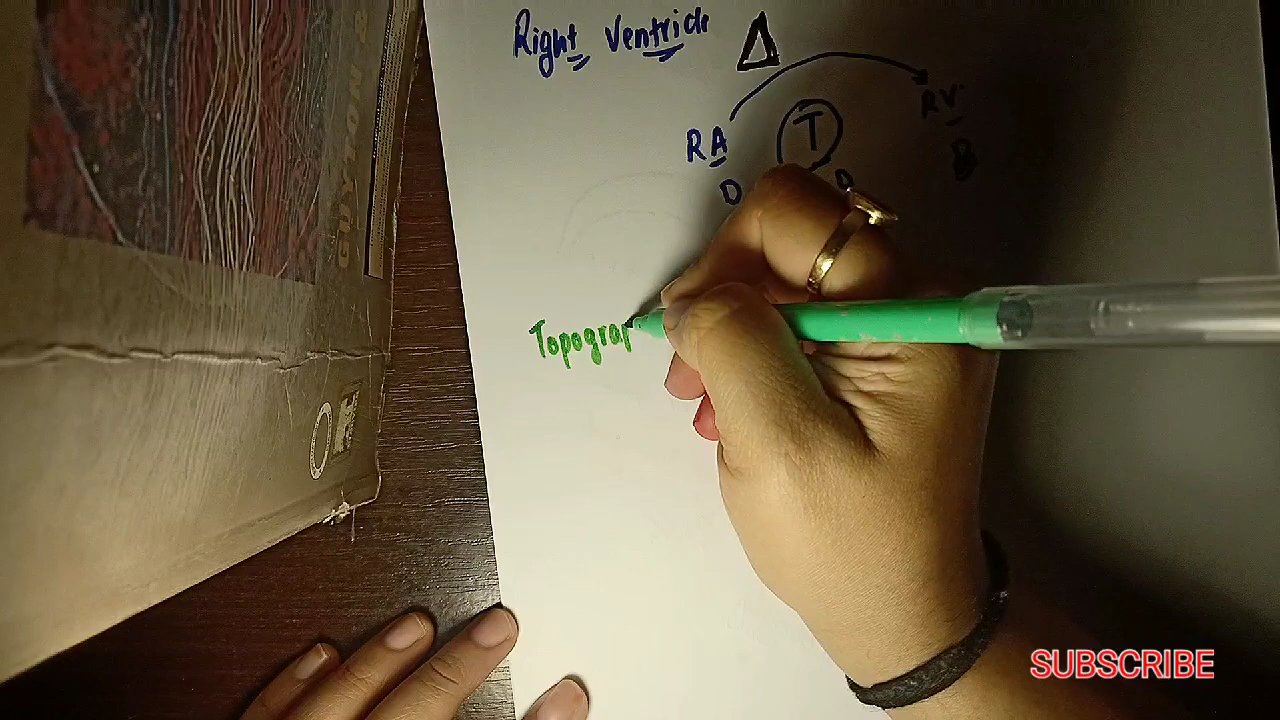 Right Ventricle
Δ
RA
T
RV
D
D
B
Topograp
GUYTON &
SUBSCRIBE